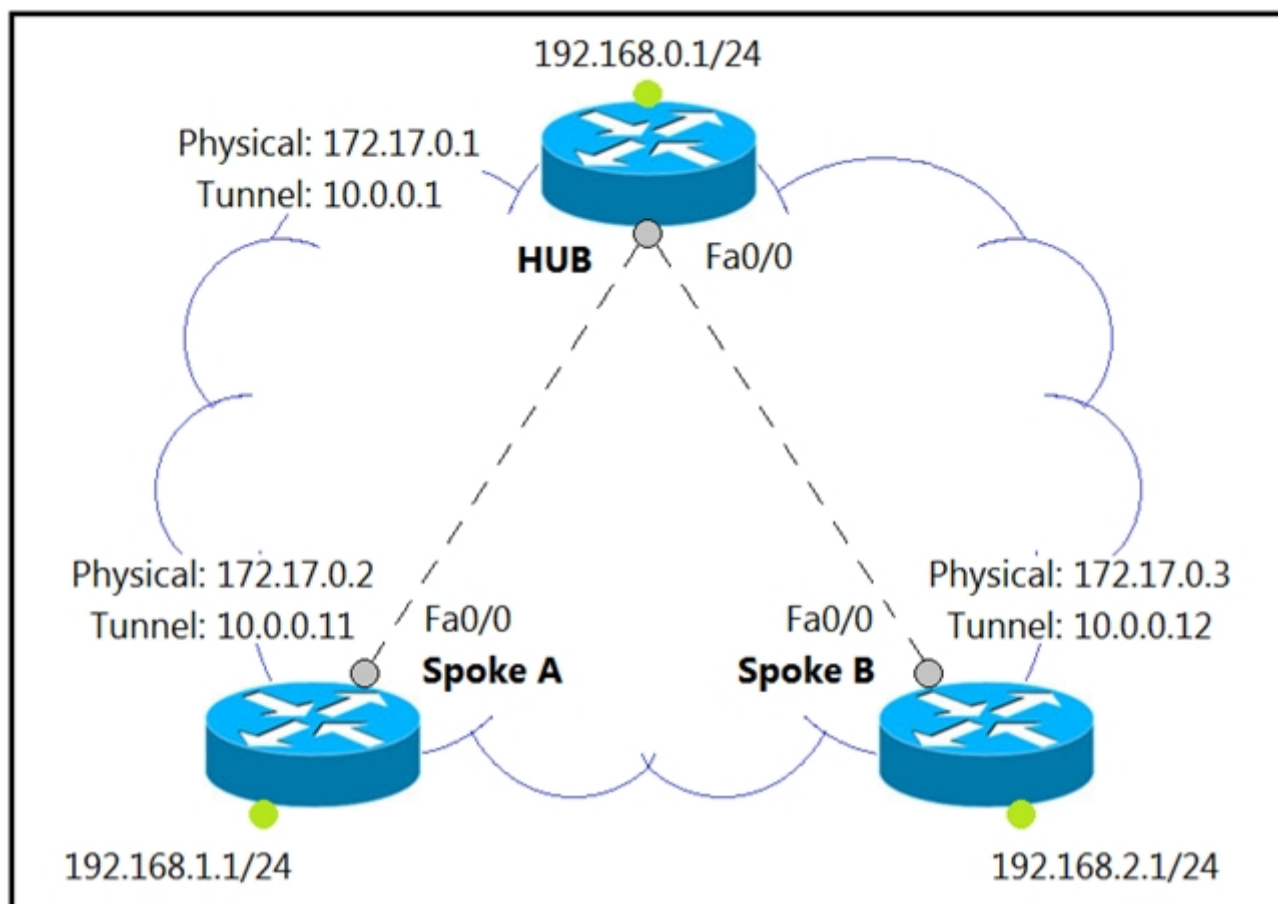 192.168.0.1/24
Physical: 172.17.0.1
Tunnel: 10.0.0.1
HUB
Fa0/0
Physical: 172.17.0.2
Tunnel: 10.0.0.11
Fa0/0
Spoke A
Physical: 172.17.0.3
Tunnel: 10.0.0.12
Fa0/0
Spoke B
192.168.1.1/24
192.168.2.1/24